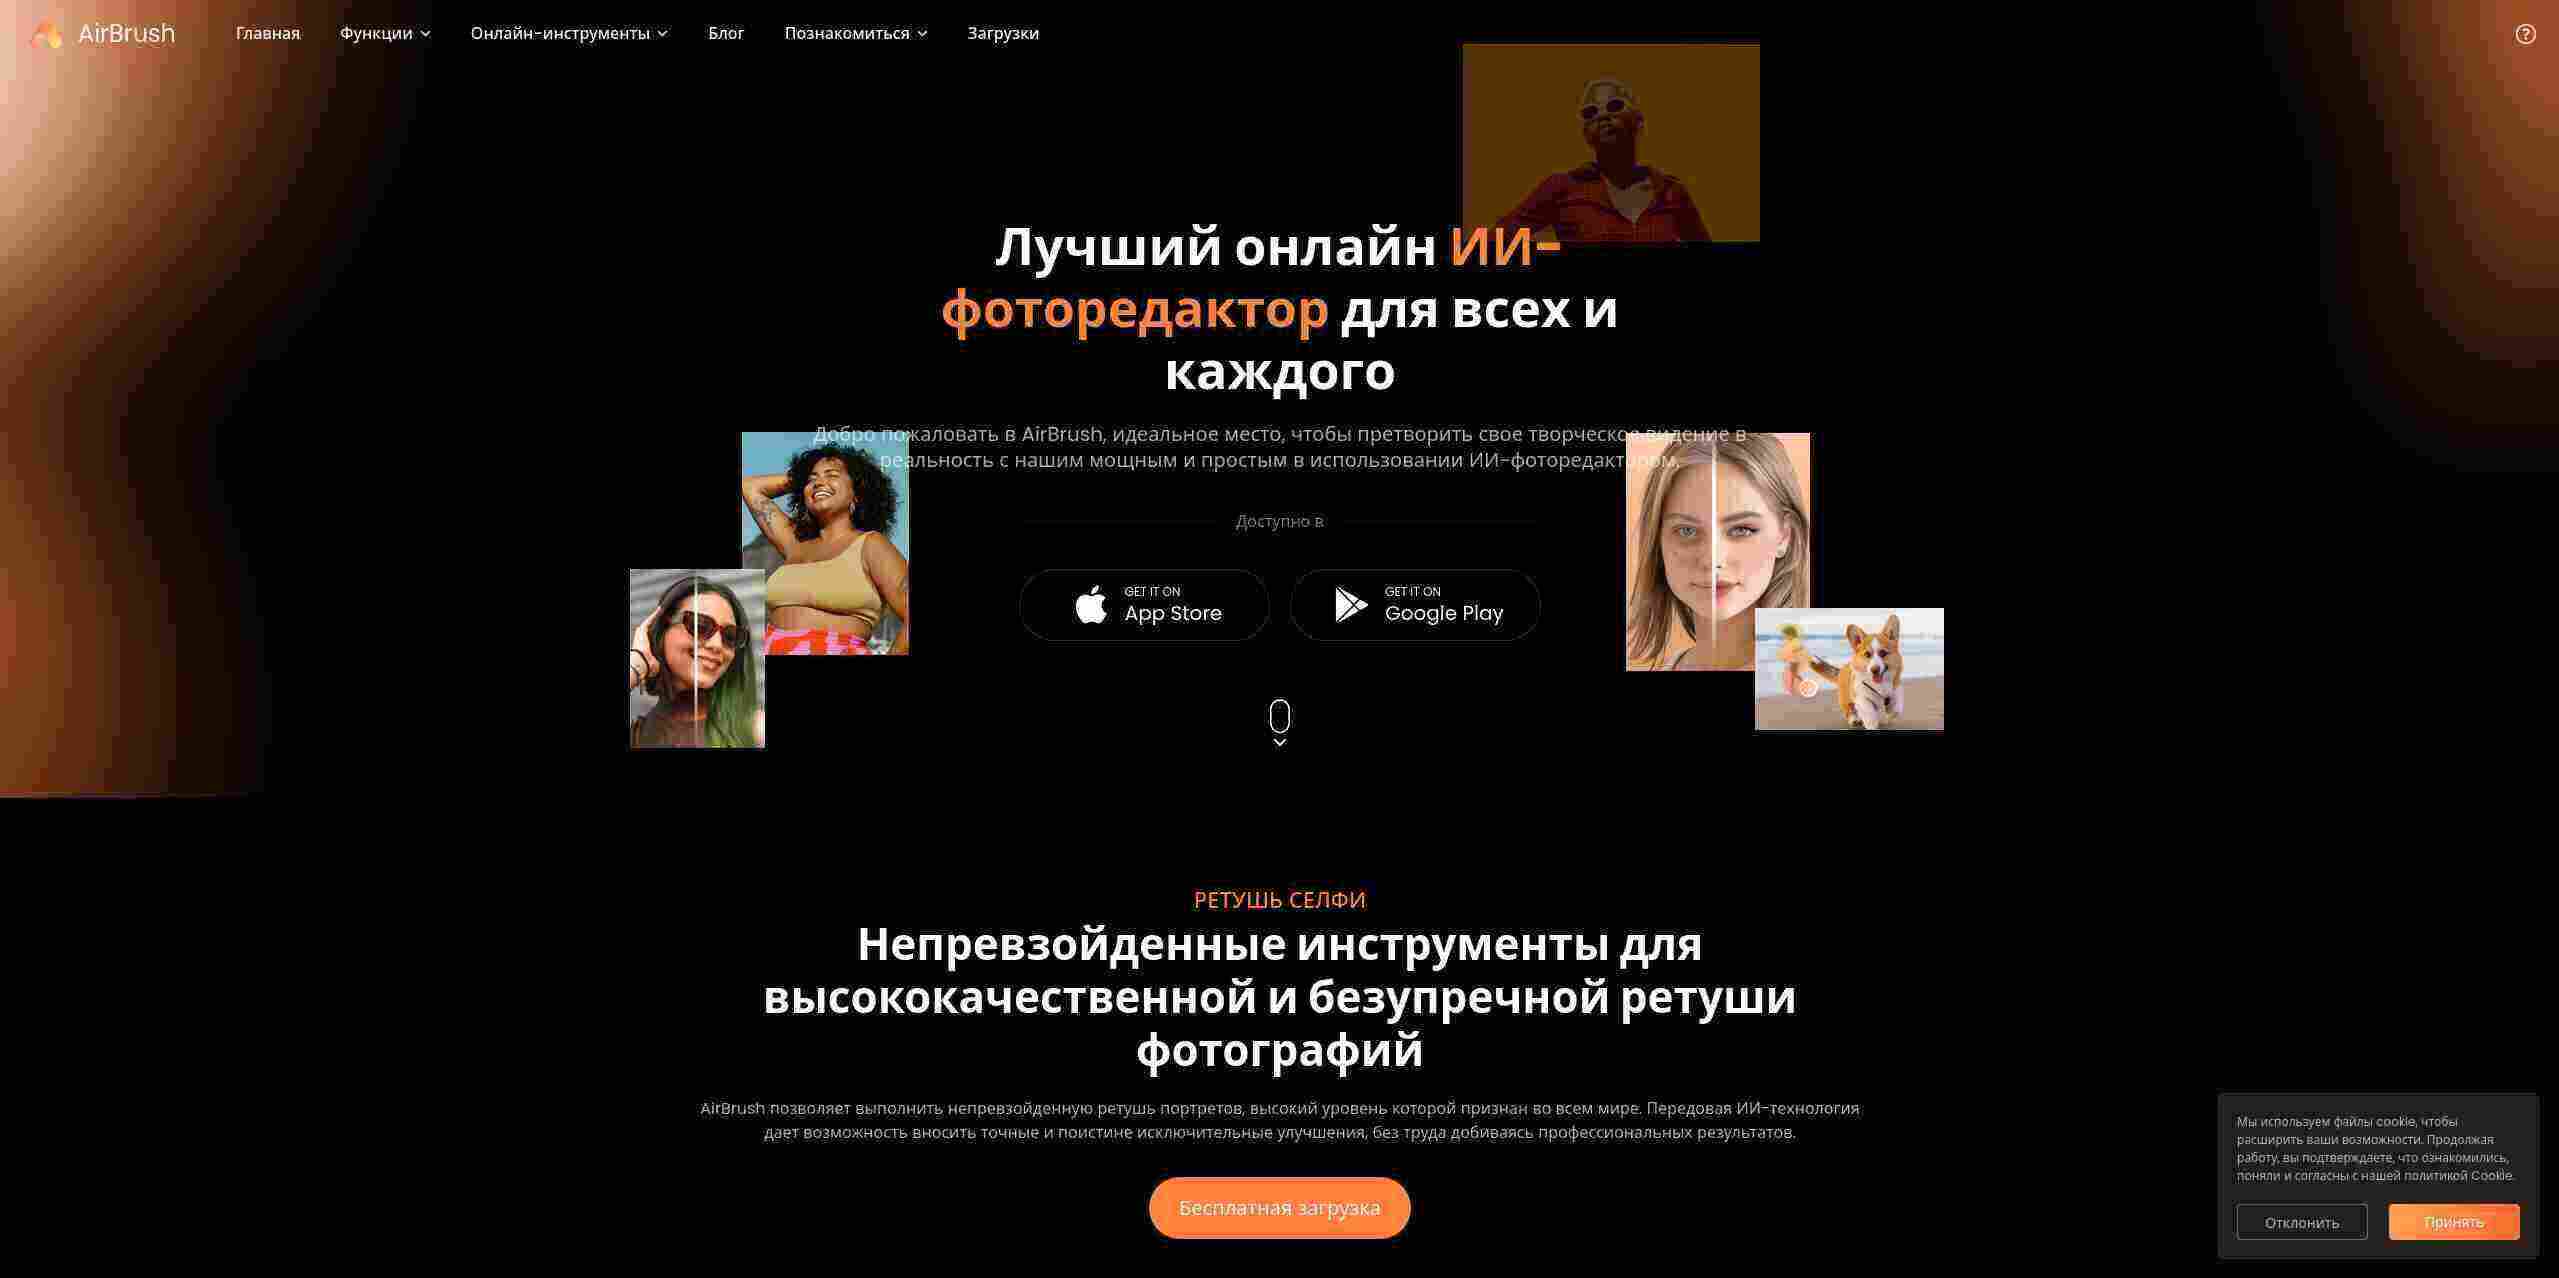 AirBrush
Главная
Функции
Онлайн-инструменты
Блог
Познакомиться
Загрузки
Лучший онлайн ИИ-
фоторедактор для всех и
каждого
Добро пожаловать в AirBrush, идеальное место, чтобы претворить свое творческое видение в
реальность с нашим мощным и простым в использовании ИИ-фоторедактором.
Доступно в
GET IT ON
App Store
GET IT ON
Google Play
РЕТУШЬ СЕЛФИ
Непревзойденные инструменты для
высококачественной и безупречной ретуши
фотографий
AirBrush позволяет выполнить непревзойденную ретушь портретов, высокий уровень которой признан во всем мире. Передовая ИИ-технология
дает возможность вносить точные и поистине исключительные улучшения, без труда добиваясь профессиональных результатов.
Бесплатная загрузка
Мы используем файлы cookie, чтобы
расширить ваши возможности. Продолжая
работу, вы подтверждаете, что ознакомились,
поняли и согласны с нашей политикой Cookie.
Отклонить
Принять